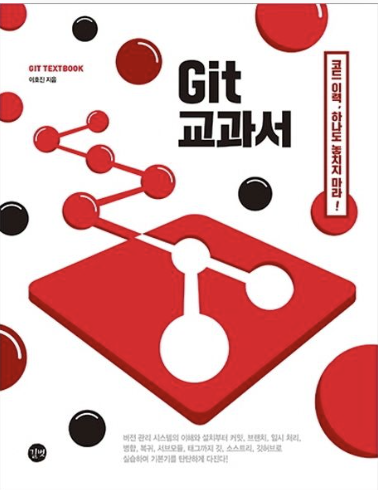 GIT TEXTBOOK
이호진 지음
Git
교과서
코드 이력, 하나도 놓치지 마라!
버전 관리 시스템의 이해와 설치부터 커밋, 브랜치, 임시 처리,
병합, 복귀, 서브모듈, 태그까지 깃, 소스트리, 깃허브로
실습하며 기본기를 탄탄하게 다진다!
길벗